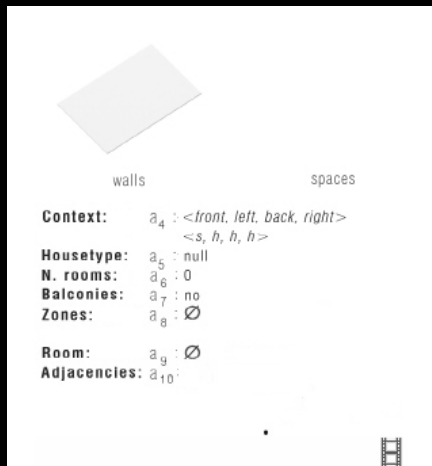 walls spaces
Context: a4 : <front, left, back, right>
<s, h, h, h>
Housetype: a5 : null
N. rooms: a6 : 0
Balconies: a7 : no
Zones: a8 : Ø
Room: a9 : Ø
Adjacencies: a10 :